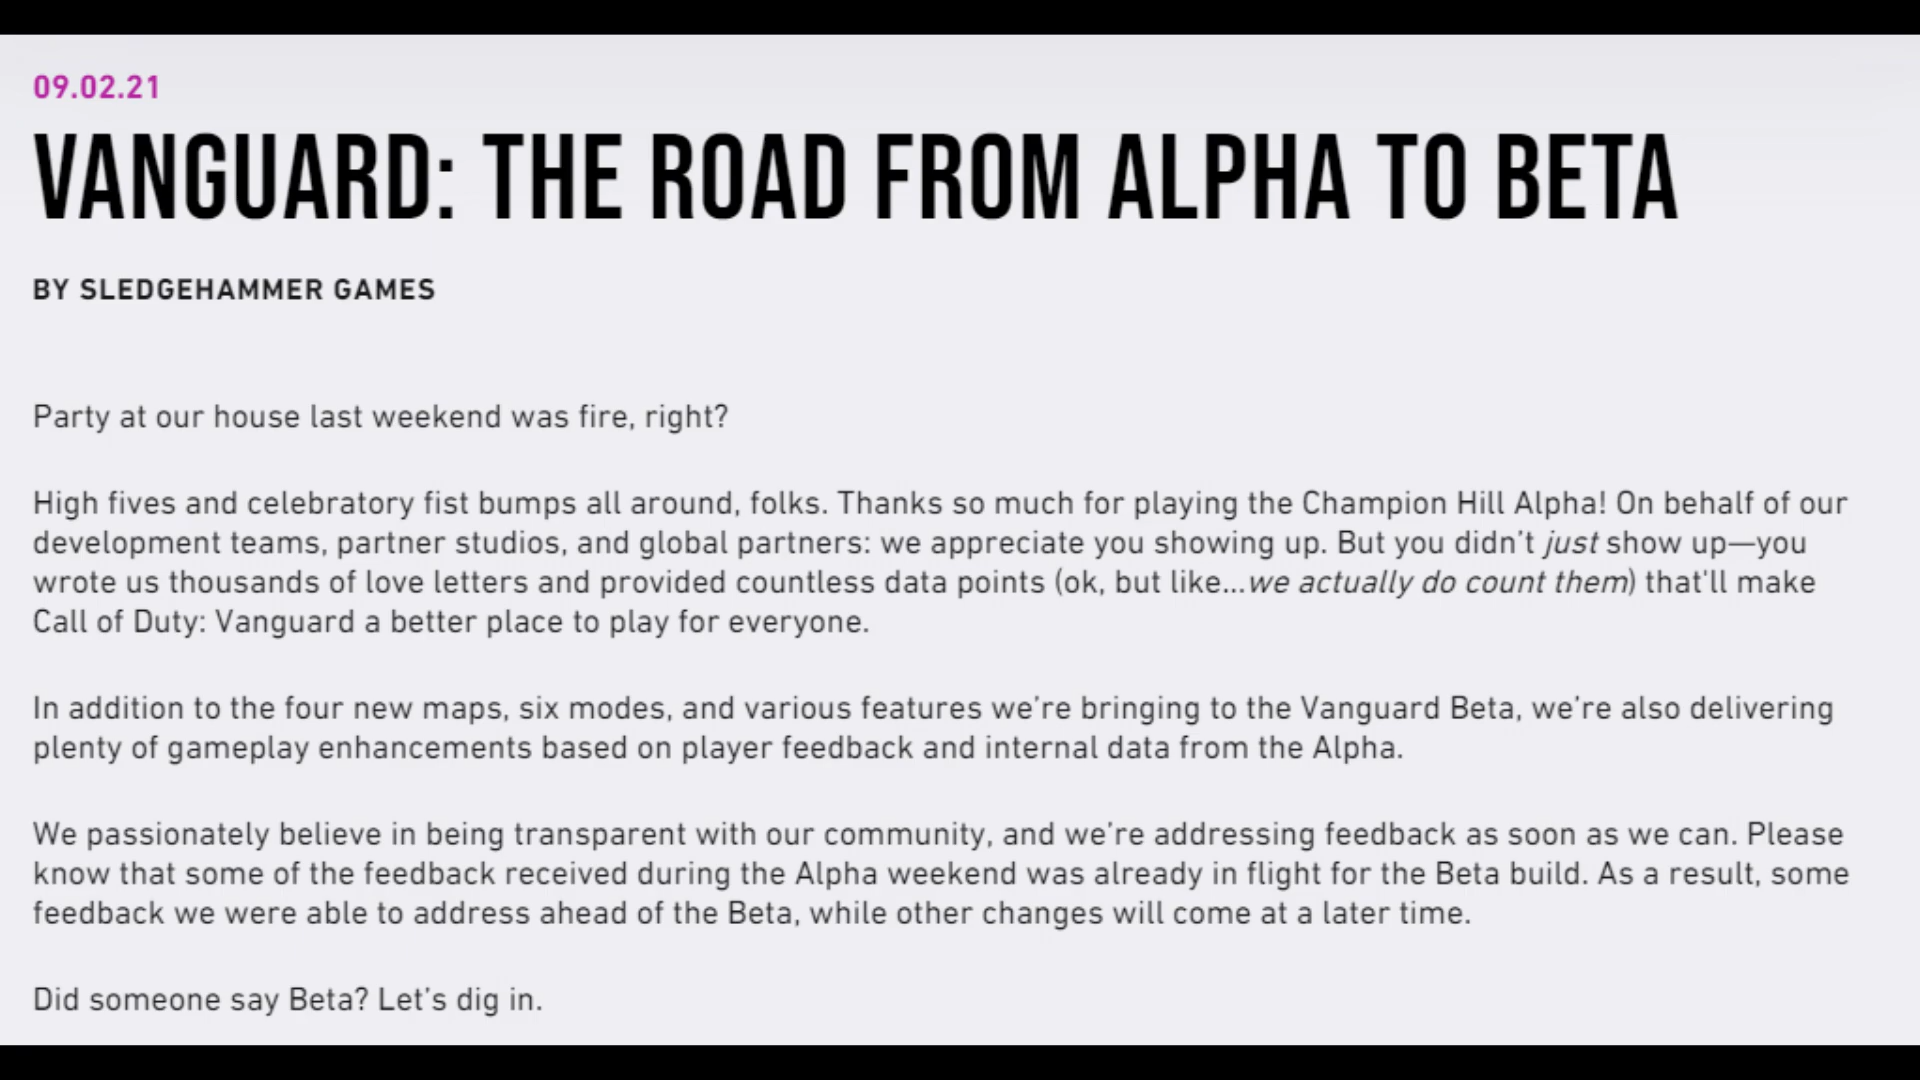 09.02.21
VANGUARD: THE ROAD FROM ALPHA TO BETA
BY SLEDGEHAMMER GAMES
Party at our house last weekend was fire, right?
High fives and celebratory fist bumps all around, folks. Thanks so much for playing the Champion Hill Alpha! On behalf of our
development teams, partner studios, and global partners: we appreciate you showing up. But you didn’t just show up—you
wrote us thousands of love letters and provided countless data points (ok, but like...we actually do count them) that'll make
Call of Duty: Vanguard a better place to play for everyone.
In addition to the four new maps, six modes, and various features we’re bringing to the Vanguard Beta, we’re also delivering
plenty of gameplay enhancements based on player feedback and internal data from the Alpha.
We passionately believe in being transparent with our community, and we’re addressing feedback as soon as we can. Please
know that some of the feedback received during the Alpha weekend was already in flight for the Beta build. As a result, some
feedback we were able to address ahead of the Beta, while other changes will come at a later time.
Did someone say Beta? Let’s dig in.